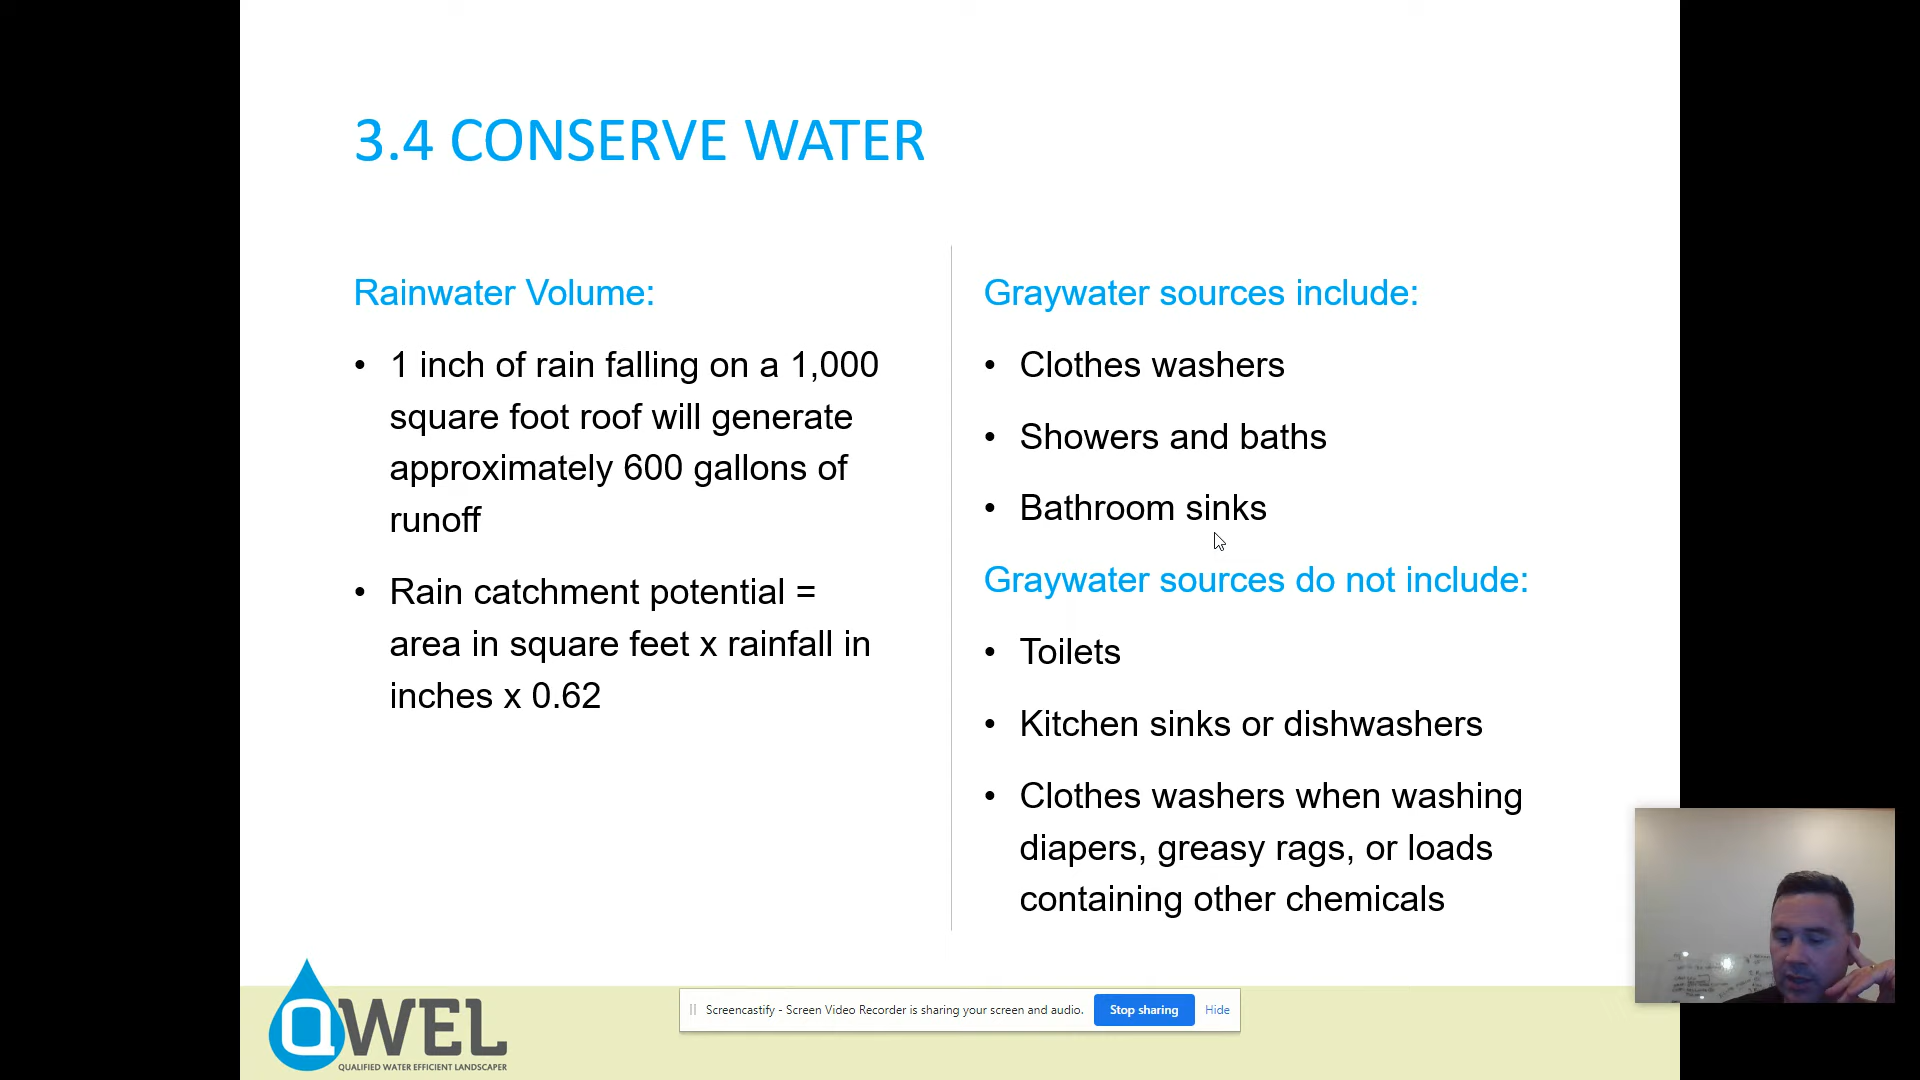 3.4 CONSERVE WATER
Rainwater Volume:
• 1 inch of rain falling on a 1,000
square foot roof will generate
approximately 600 gallons of
runoff
• Rain catchment potential =
area in square feet x rainfall in
inches x 0.62
Graywater sources include:
• Clothes washers
• Showers and baths
• Bathroom sinks
Graywater sources do not include:
• Toilets
• Kitchen sinks or dishwashers
• Clothes washers when washing
diapers, greasy rags, or loads
containing other chemicals
QWEL
QUALIFIED WATER EFFICIENT LANDSCAPER
Screencastify - Screen Video Recorder is sharing your screen and audio.
Stop sharing
Hide